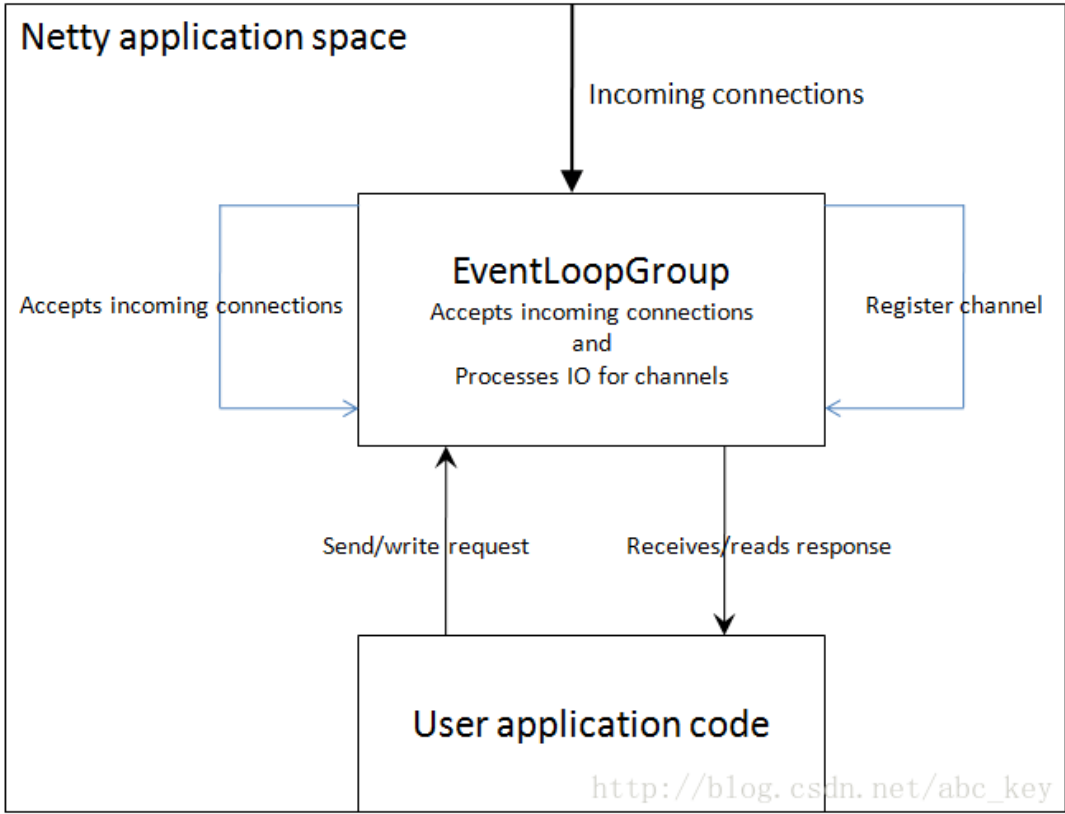 Netty application space
Incoming connections
EventLoopGroup
Accepts incoming connections
and
Processes IO for channels
Accepts incoming connections
Register channel
Send/write request
Receives/reads response
User application code
http://blog.csdn.net/abc_key